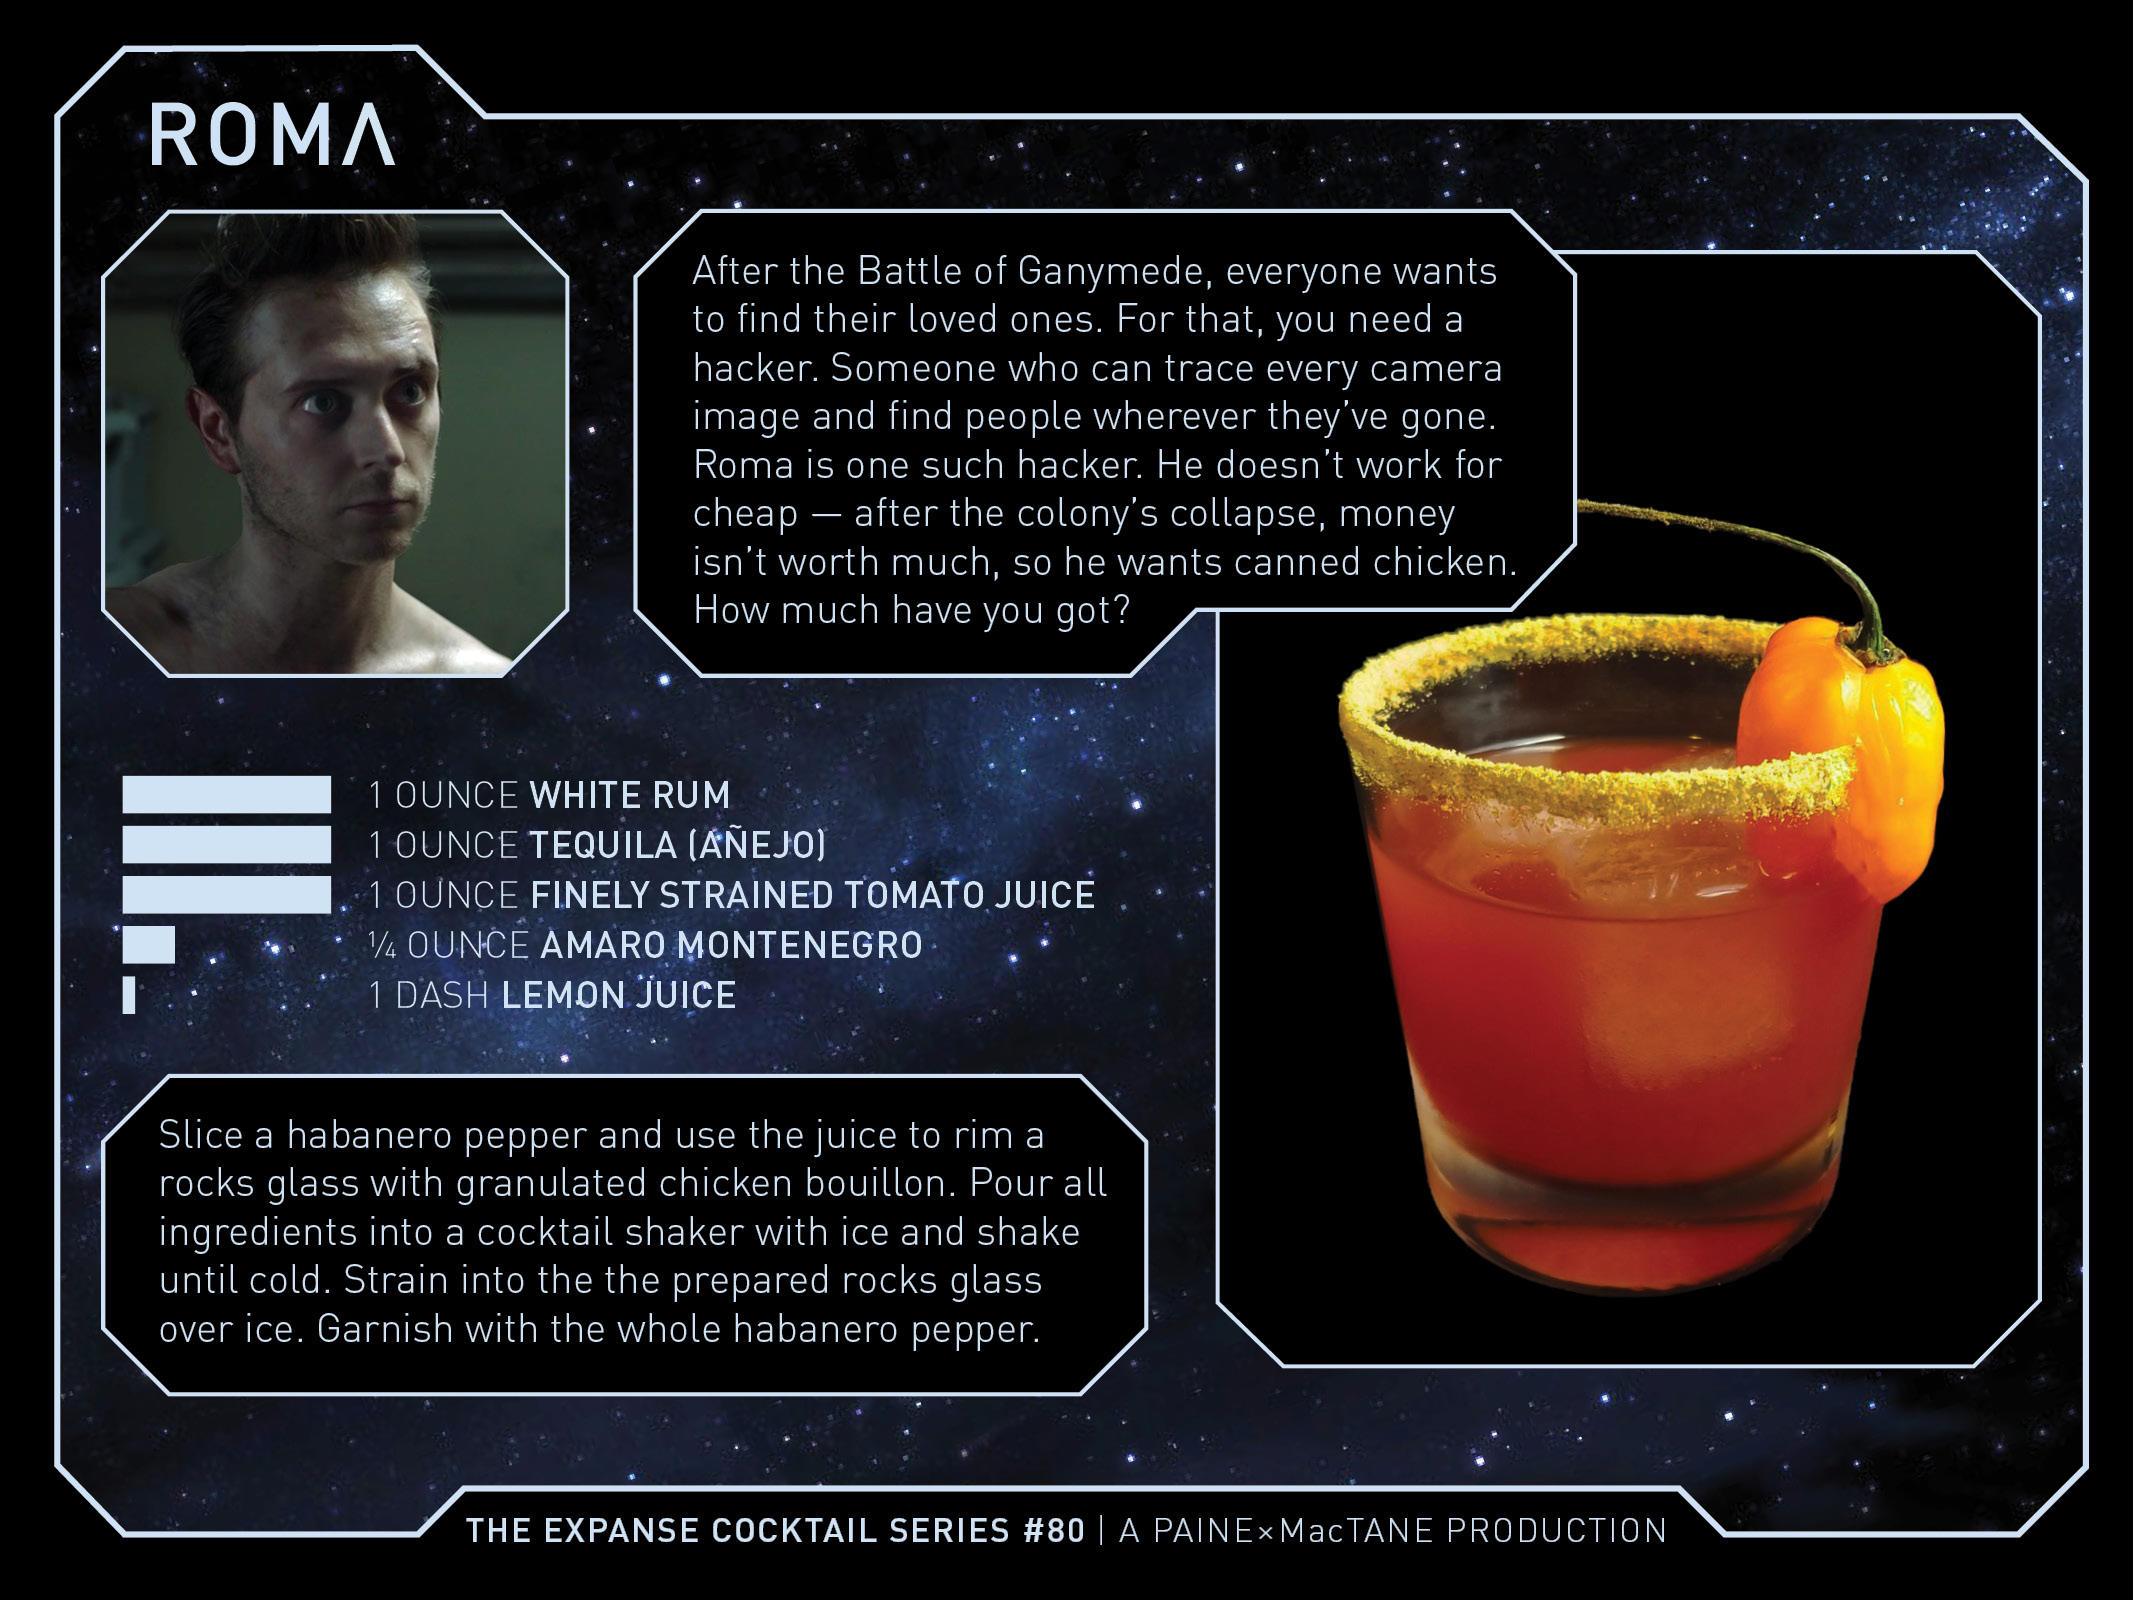 ROMA
After the Battle of Ganymede, everyone wants
to find their loved ones. For that, you need a
hacker. Someone who can trace every camera
image and find people wherever they’ve gone.
Roma is one such hacker. He doesn’t work for
cheap — after the colony’s collapse, money
isn’t worth much, so he wants canned chicken.
How much have you got?
1 OUNCE WHITE RUM
1 OUNCE TEQUILA (AÑEJO)
1 OUNCE FINELY STRAINED TOMATO JUICE
¼ OUNCE AMARO MONTENEGRO
1 DASH LEMON JUICE
Slice a habanero pepper and use the juice to rim a
rocks glass with granulated chicken bouillon. Pour all
ingredients into a cocktail shaker with ice and shake
until cold. Strain into the the prepared rocks glass
over ice. Garnish with the whole habanero pepper.
THE EXPANSE COCKTAIL SERIES #80 | A PAINE×MacTANE PRODUCTION